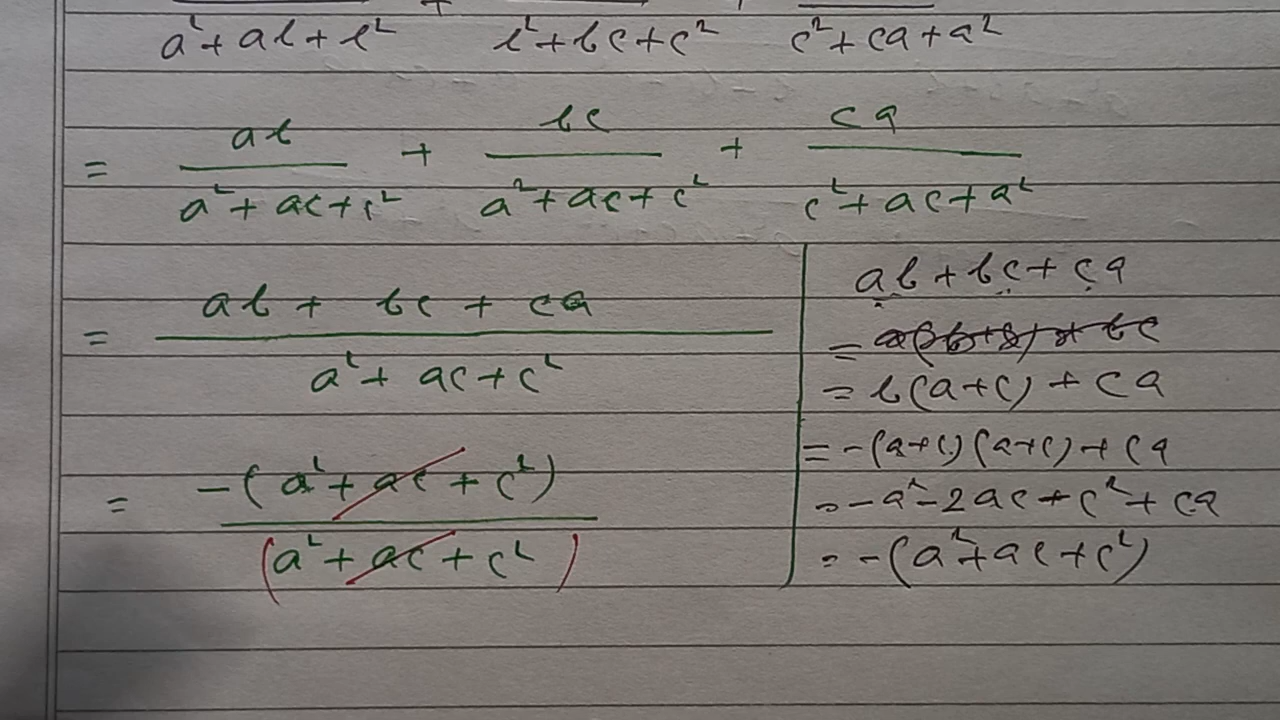 a²+ab+b² + b²+bc+c² c²+ca+a²
= ab/(a²+ac+c²) + bc/(a²+ac+c²) + ca/(c²+ac+a²)
= (ab + bc + ca)/(a²+ac+c²)
= -(a²+ac+c²)/(a²+ac+c²)
ab+bc+ca
= b(a+c)+ca
=-(a+c)(a+c)+ca
=-a²-2ac-c²+ca
=-(a²+ac+c²)